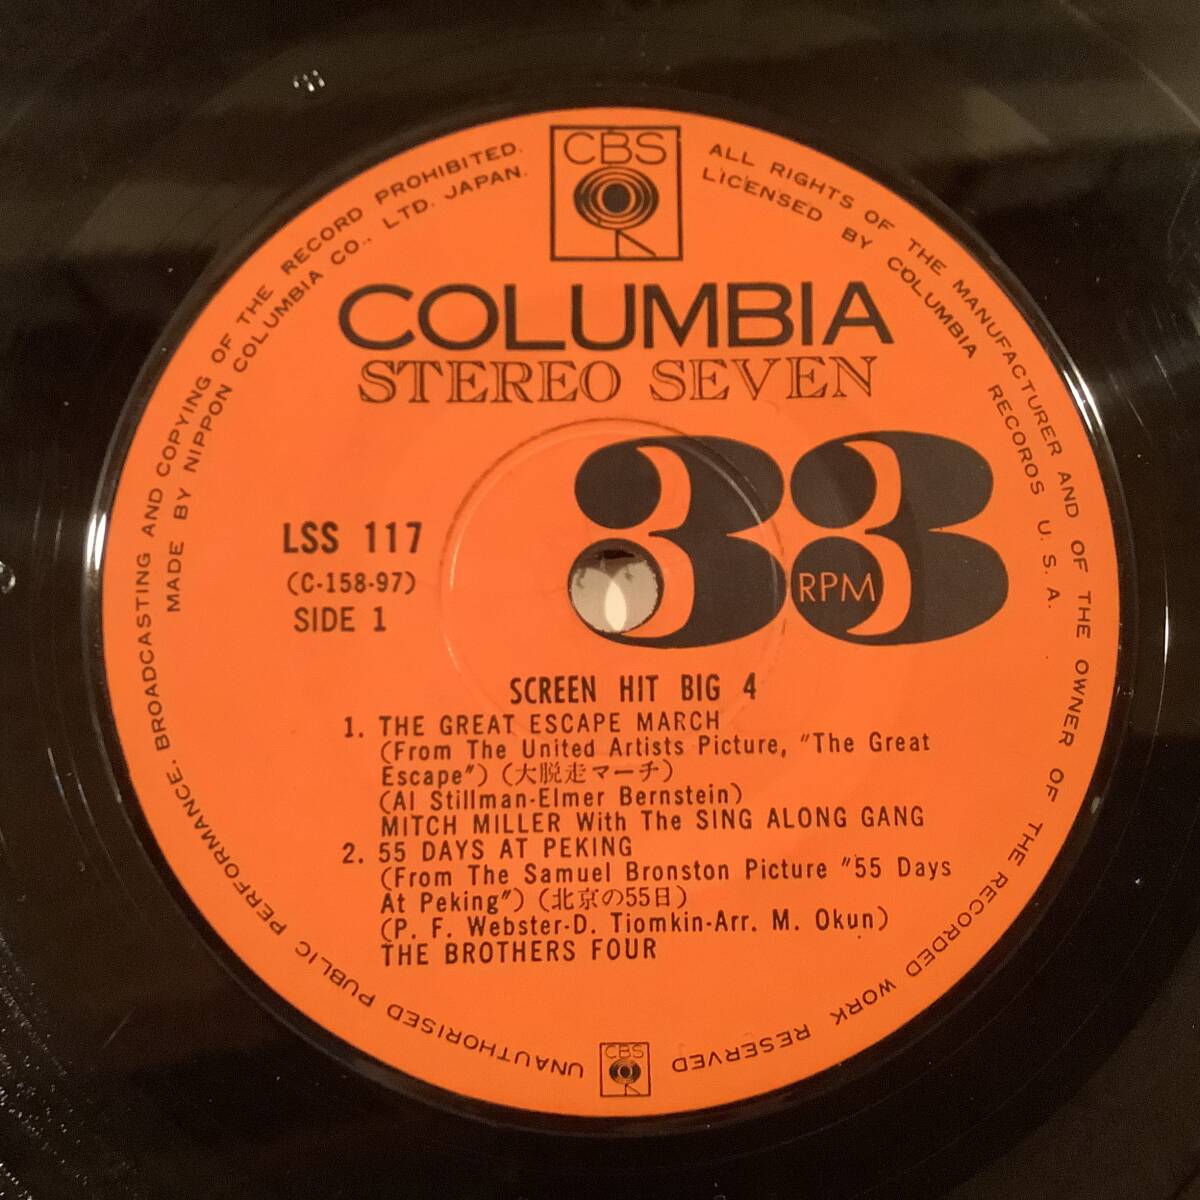 CBS
COLUMBIA
STEREO SEVEN
33
RPM
LSS 117
(C-158-97)
SIDE 1
SCREEN HIT BIG 4
1. THE GREAT ESCAPE MARCH
(From The United Artists Picture, "The Great
Escape") (大脱走マーチ)
(Al Stillman-Elmer Bernstein)
MITCH MILLER With The SING ALONG GANG
2. 55 DAYS AT PEKING
(From The Samuel Bronston Picture "55 Days
At Peking") (北京の55日)
(P. F. Webster-D. Tiomkin-Arr. M. Okun)
THE BROTHERS FOUR
ALL RIGHTS OF THE MANUFACTURER AND OF THE OWNER OF THE RECORDED WORK RESERVED
LICENSED BY COLUMBIA RECORDS U. S. A.
UNAUTHORISED PUBLIC PERFORMANCE. BROADCASTING AND COPYING OF THE RECORD PROHIBITED.
MADE BY NIPPON COLUMBIA CO., LTD. JAPAN.
CBS